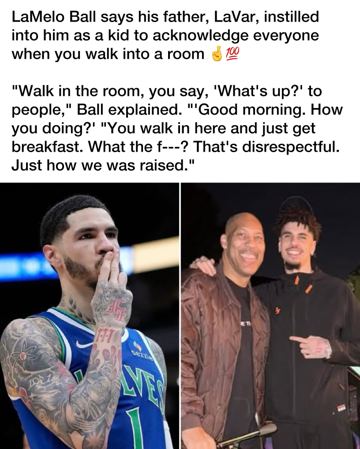 LaMelo Ball says his father, LaVar, instilled
into him as a kid to acknowledge everyone
when you walk into a room ☝️💯
"Walk in the room, you say, 'What's up?' to
people," Ball explained. "'Good morning. How
you doing?' "You walk in here and just get
breakfast. What the f---? That's disrespectful.
Just how we was raised."
1